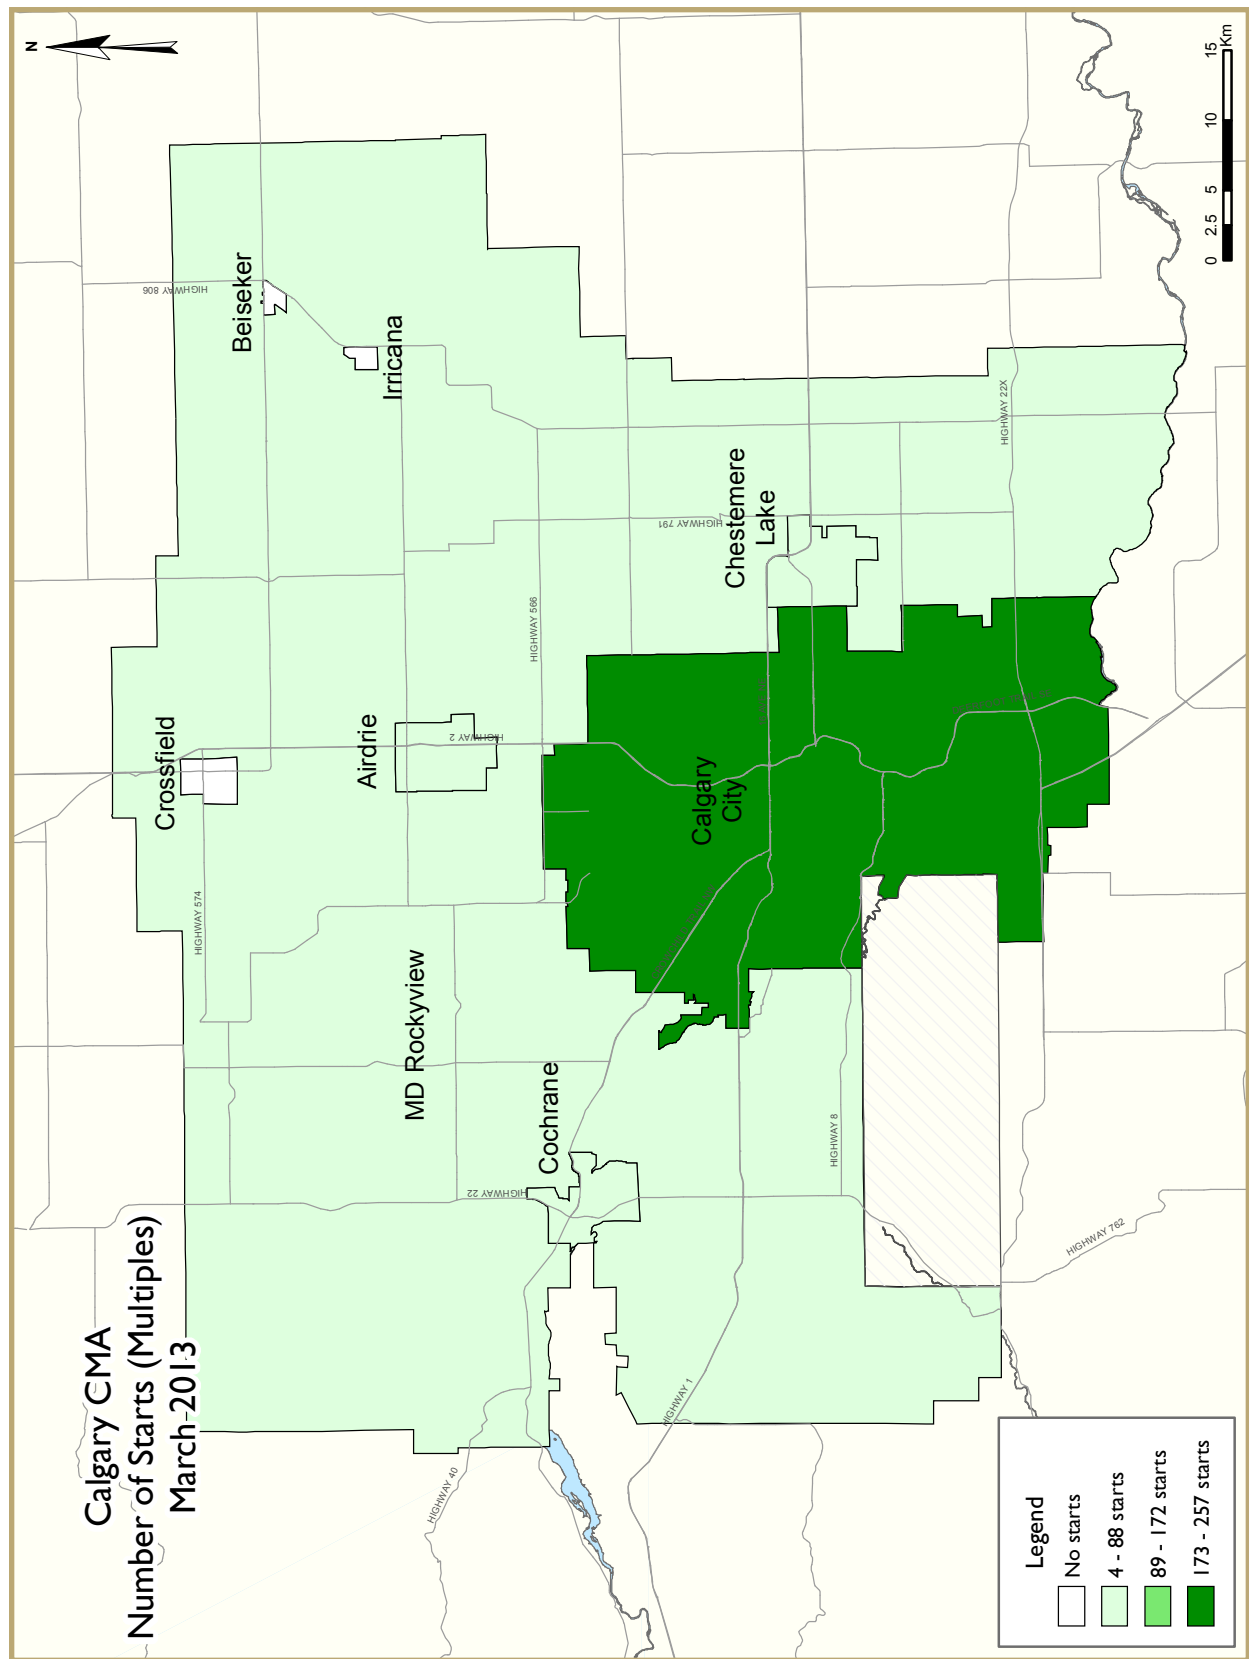 Calgary CMA
Number of Starts (Multiples)
March 2013
N
Crossfield
Beiseker
Irricana
Airdrie
MD Rockyview
Cochrane
Calgary
City
Chestemere
Lake
HIGHWAY 806
HIGHWAY 574
HIGHWAY 2
HIGHWAY 566
HIGHWAY 791
HIGHWAY 22
HIGHWAY 22X
HIGHWAY 8
HIGHWAY 1
HIGHWAY 40
HIGHWAY 762
Legend
No starts
4 - 88 starts
89 - 172 starts
173 - 257 starts
0 2.5 5 10 15
Km